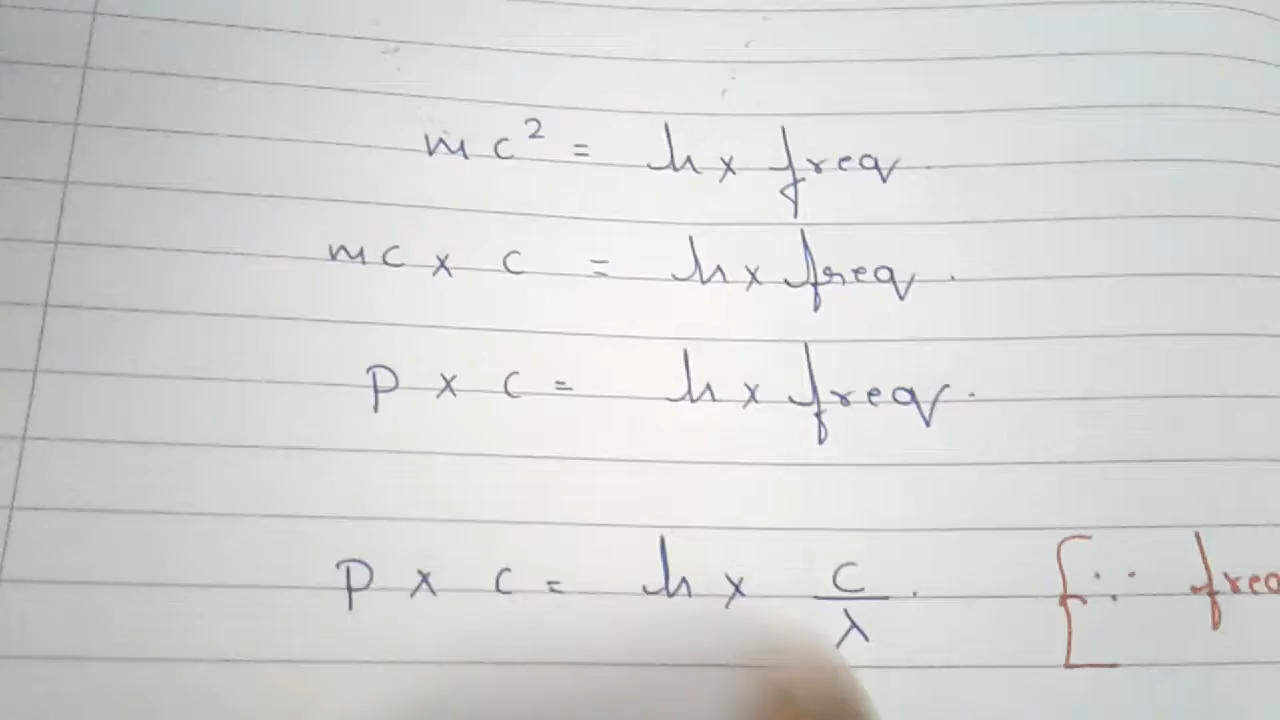 mc² = h x freq.
mc x c = h x freq.
p x c = h x freq.
p x c = h x c/λ. [∵ freq